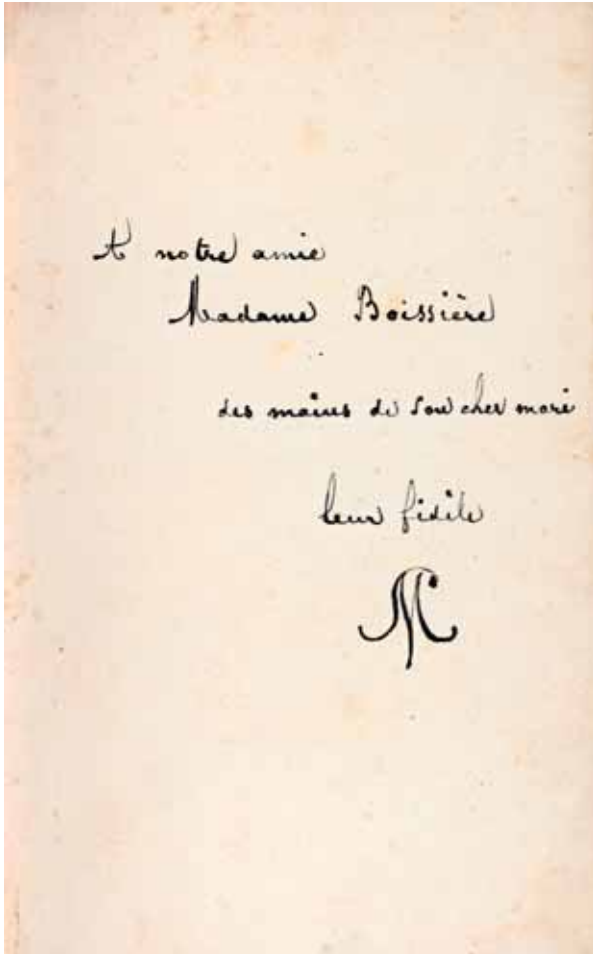 A notre amie
Madame Boissière
des mains de son cher mari
leur fidèle
M